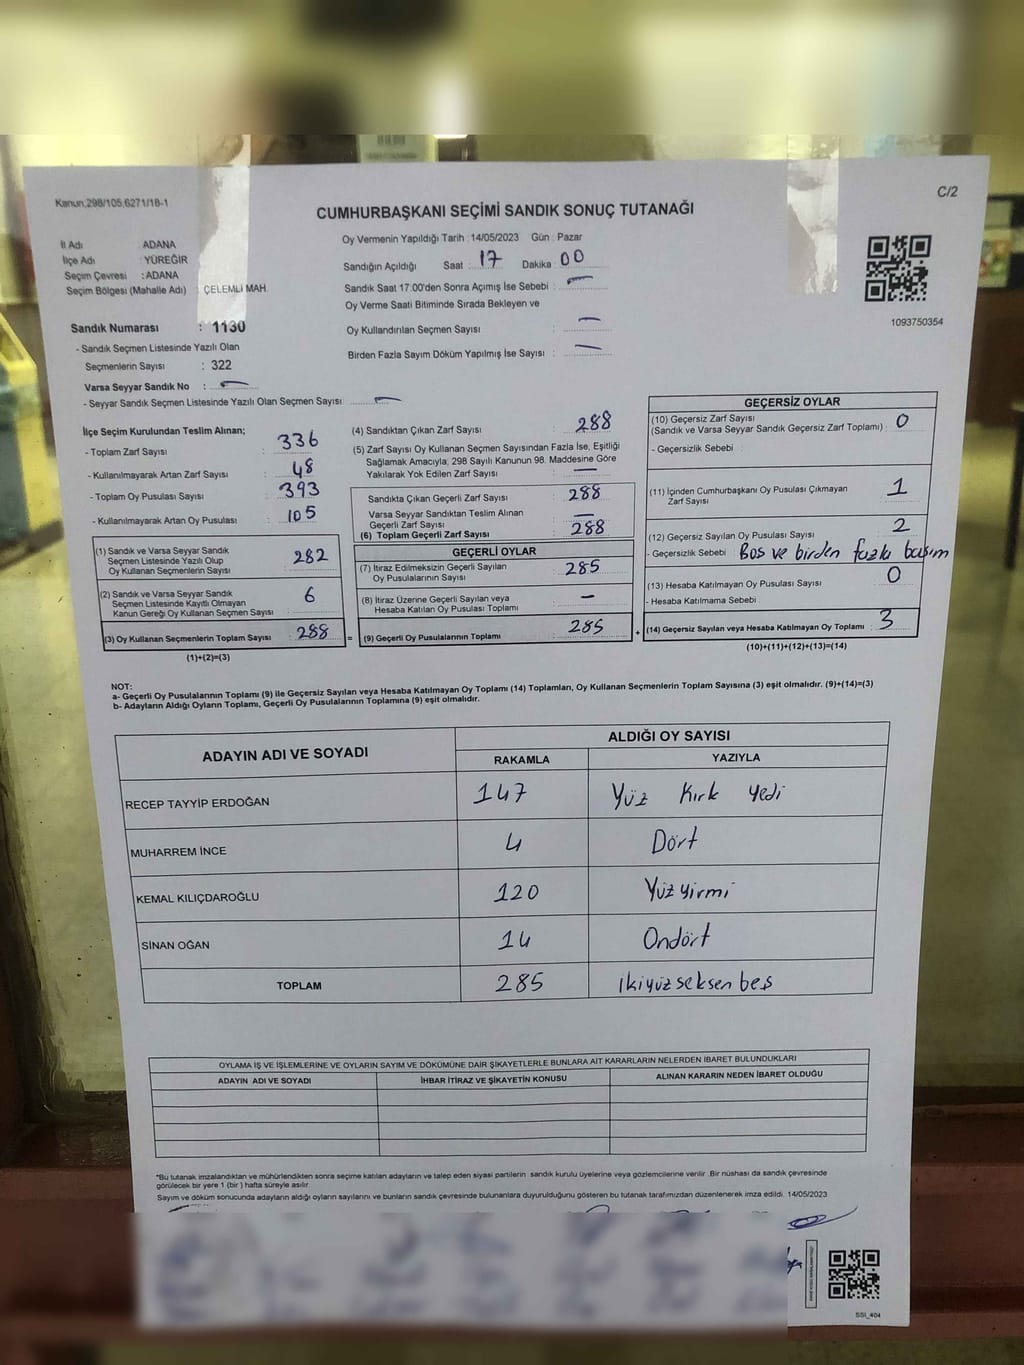 Kanun,298/105,6271/18-1
C/2
CUMHURBAŞKANI SEÇİMİ SANDIK SONUÇ TUTANAĞI
İl Adı : ADANA
İlçe Adı : YÜREĞİR
Seçim Çevresi : ADANA
Seçim Bölgesi (Mahalle Adı) : ÇELEMLİ MAH.
Sandık Numarası : 1130
- Sandık Seçmen Listesinde Yazılı Olan
Seçmenlerin Sayısı : 322
Varsa Seyyar Sandık No : —
- Seyyar Sandık Seçmen Listesinde Yazılı Olan Seçmen Sayısı : —
Oy Vermenin Yapıldığı Tarih : 14/05/2023 Gün : Pazar
Sandığın Açıldığı Saat : 17 Dakika : 00
Sandık Saat 17:00'den Sonra Açımış İse Sebebi : —
Oy Verme Saati Bitiminde Sırada Bekleyen ve
Oy Kullandırılan Seçmen Sayısı : —
Birden Fazla Sayım Döküm Yapılmış İse Sayısı : —
1093750354
İlçe Seçim Kurulundan Teslim Alınan;
- Toplam Zarf Sayısı : 336
- Kullanılmayarak Artan Zarf Sayısı : 48
- Toplam Oy Pusulası Sayısı : 393
- Kullanılmayarak Artan Oy Pusulası : 105
(1) Sandık ve Varsa Seyyar Sandık
Seçmen Listesinde Yazılı Olup
Oy Kullanan Seçmenlerin Sayısı : 282
(2) Sandık ve Varsa Seyyar Sandık
Seçmen Listesinde Kayıtlı Olmayan
Kanun Gereği Oy Kullanan Seçmen Sayısı : 6
(3) Oy Kullanan Seçmenlerin Toplam Sayısı : 288
(1)+(2)=(3)
(4) Sandıktan Çıkan Zarf Sayısı : 288
(5) Zarf Sayısı Oy Kullanan Seçmen Sayısından Fazla İse, Eşitliği
Sağlamak Amacıyla, 298 Sayılı Kanunun 98. Maddesine Göre
Yakılarak Yok Edilen Zarf Sayısı : —
Sandıkta Çıkan Geçerli Zarf Sayısı : 288
Varsa Seyyar Sandıktan Teslim Alınan
Geçerli Zarf Sayısı : —
(6) Toplam Geçerli Zarf Sayısı : 288
GEÇERLİ OYLAR
(7) İtiraz Edilmeksizin Geçerli Sayılan
Oy Pusulalarının Sayısı : 285
(8) İtiraz Üzerine Geçerli Sayılan veya
Hesaba Katılan Oy Pusulası Toplamı : —
= (9) Geçerli Oy Pusulalarının Toplamı : 285
GEÇERSİZ OYLAR
(10) Geçersiz Zarf Sayısı
(Sandık ve Varsa Seyyar Sandık Geçersiz Zarf Toplamı) : 0
- Geçersizlik Sebebi :
(11) İçinden Cumhurbaşkanı Oy Pusulası Çıkmayan
Zarf Sayısı : 1
(12) Geçersiz Sayılan Oy Pusulası Sayısı : 2
- Geçersizlik Sebebi : Boş ve birden fazla basım
(13) Hesaba Katılmayan Oy Pusulası Sayısı : 0
- Hesaba Katılmama Sebebi :
+ (14) Geçersiz Sayılan veya Hesaba Katılmayan Oy Toplamı : 3
(10)+(11)+(12)+(13)=(14)
NOT:
a- Geçerli Oy Pusulalarının Toplamı (9) ile Geçersiz Sayılan veya Hesaba Katılmayan Oy Toplamı (14) Toplamları, Oy Kullanan Seçmenlerin Toplam Sayısına (3) eşit olmalıdır. (9)+(14)=(3)
b- Adayların Aldığı Oyların Toplamı, Geçerli Oy Pusulalarının Toplamına (9) eşit olmalıdır.
ADAYIN ADI VE SOYADI
ALDIĞI OY SAYISI
RAKAMLA YAZIYLA
RECEP TAYYİP ERDOĞAN 147 Yüz Kırk Yedi
MUHARREM İNCE 4 Dört
KEMAL KILIÇDAROĞLU 120 Yüz yirmi
SİNAN OĞAN 14 Ondört
TOPLAM 285 ikiyüz seksen beş
OYLAMA İŞ VE İŞLEMLERİNE VE OYLARIN SAYIM VE DÖKÜMÜNE DAİR ŞİKAYETLERLE BUNLARA AİT KARARLARIN NELERDEN İBARET BULUNDUKLARI
ADAYIN ADI VE SOYADI İHBAR İTİRAZ VE ŞİKAYETİN KONUSU ALINAN KARARIN NEDEN İBARET OLDUĞU
*Bu tutanak imzalandıktan ve mühürlendikten sonra seçime katılan adayların ve talep eden siyasi partilerin sandık kurulu üyelerine veya gözlemcilerine verilir. Bir nüshası da sandık çevresinde
görülecek bir yere 1 (bir) hafta süreyle asılır.
Sayım ve döküm sonucunda adayların aldığı oyların sayılarını ve bunların sandık çevresinde bulunanlara duyurulduğunu gösteren bu tutanak tarafımızdan düzenlenerek imza edildi. 14/05/2023
SSI_404